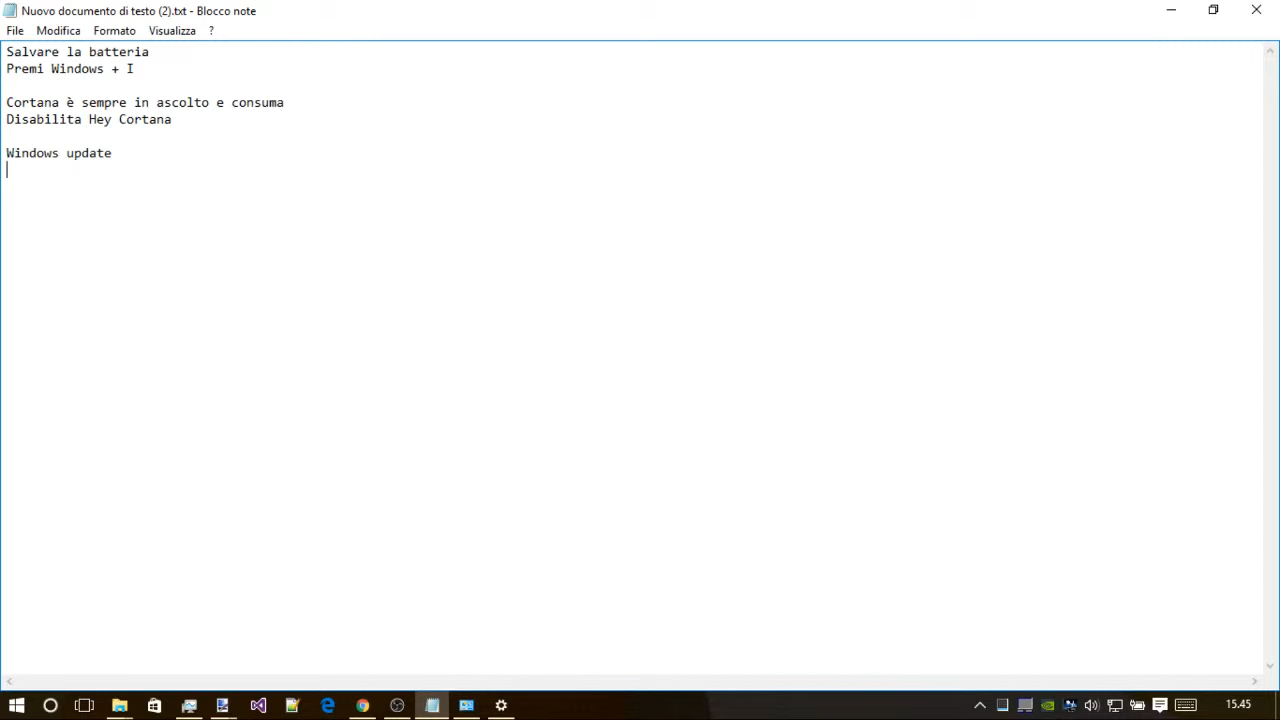 Nuovo documento di testo (2).txt - Blocco note
File Modifica Formato Visualizza ?
Salvare la batteria
Premi Windows + I
Cortana è sempre in ascolto e consuma
Disabilita Hey Cortana
Windows update
15.45